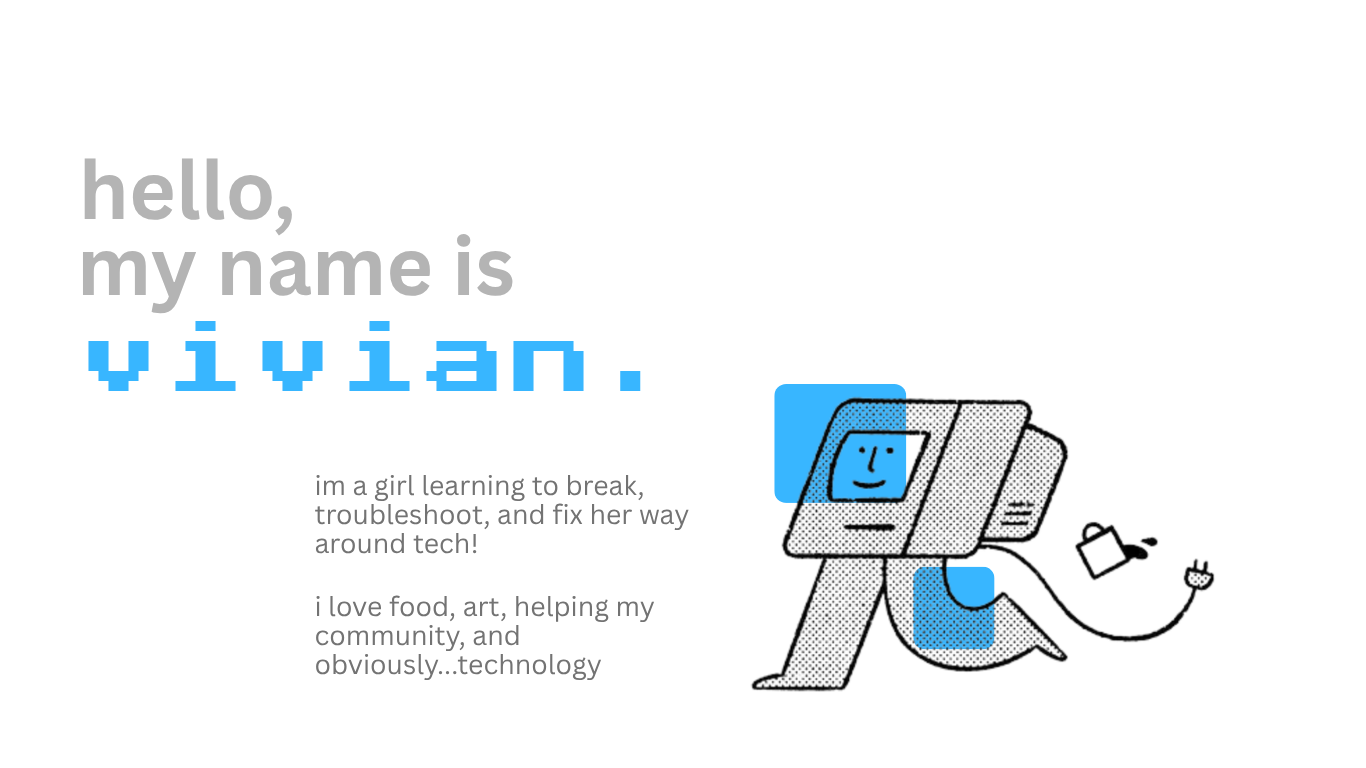 hello,
my name is
vivian.
im a girl learning to break,
troubleshoot, and fix her way
around tech!
i love food, art, helping my
community, and
obviously...technology